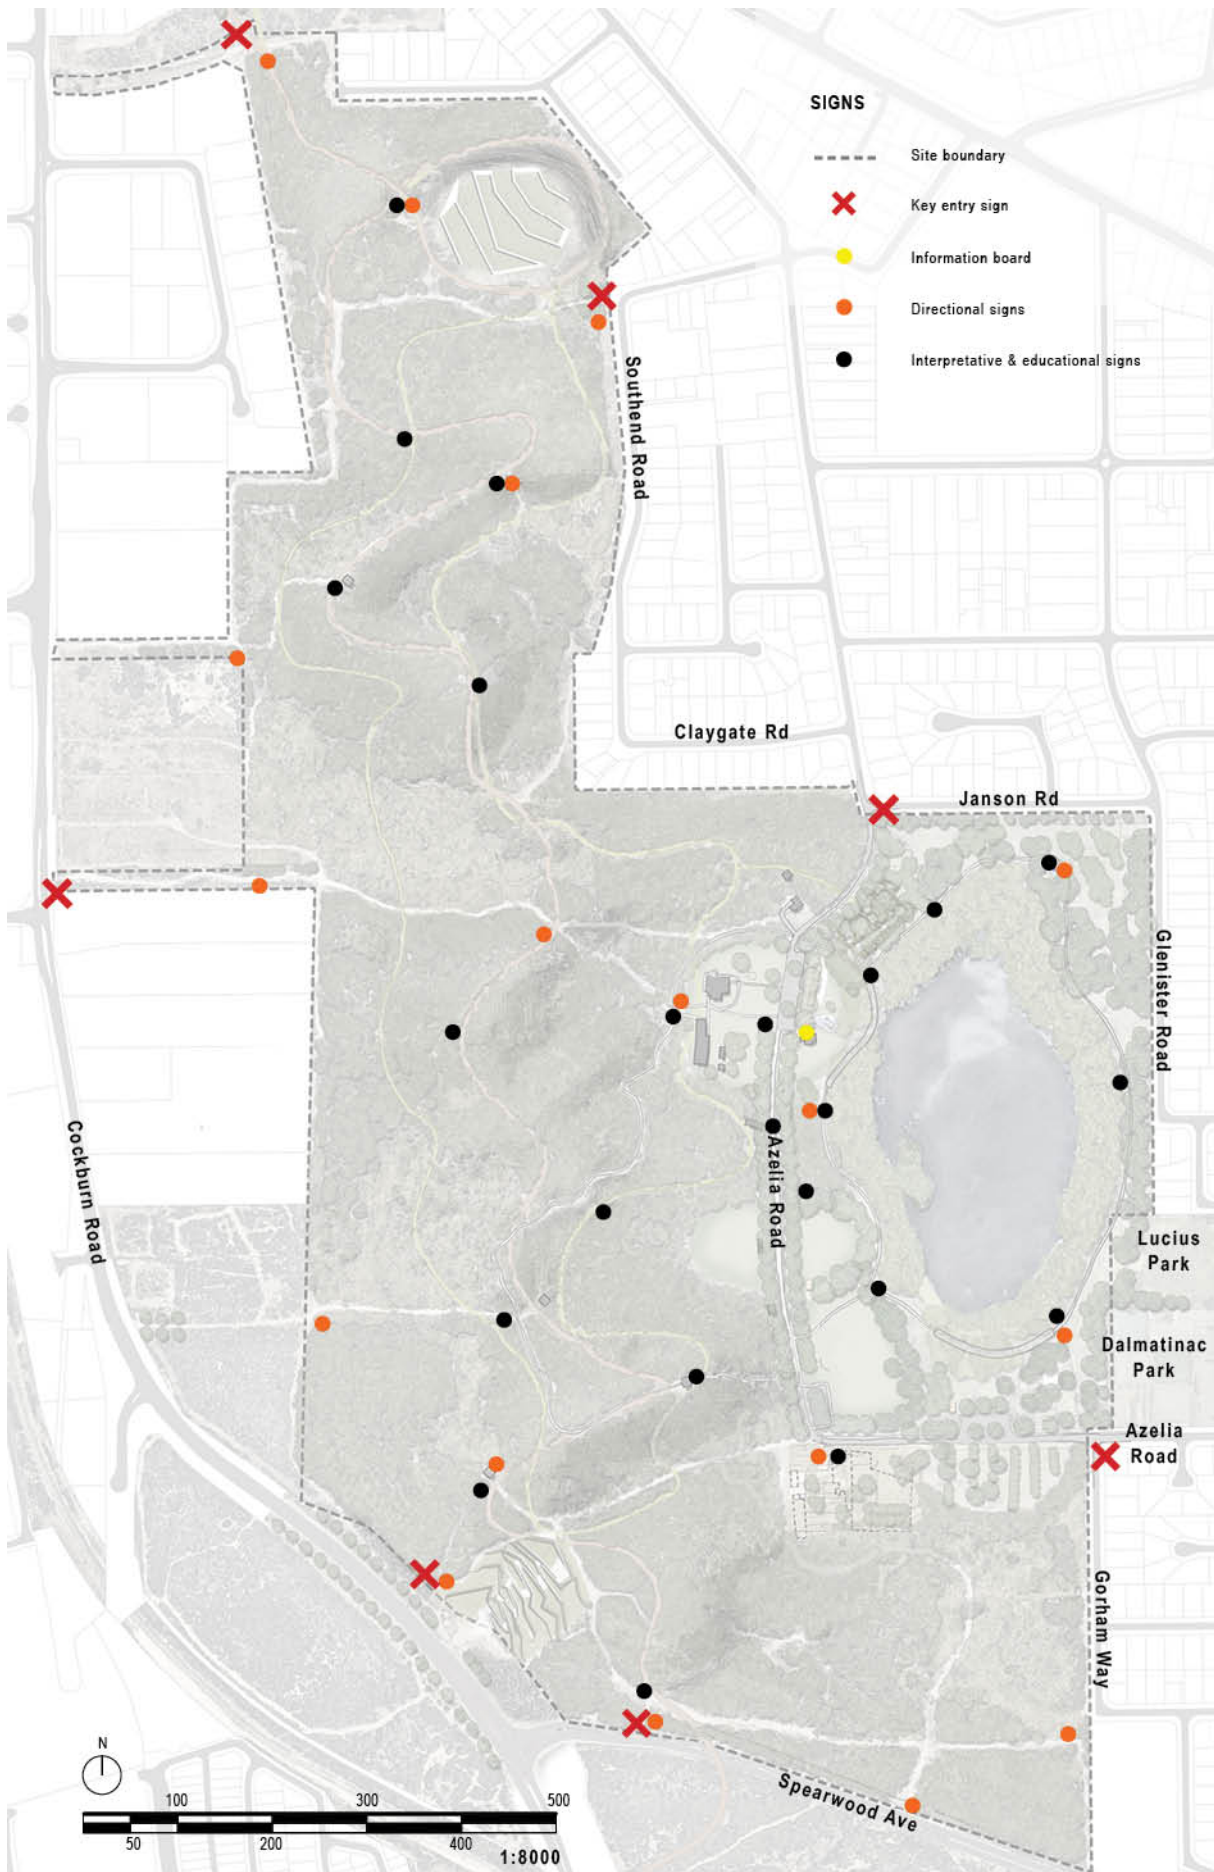 SIGNS
Site boundary
Key entry sign
Information board
Directional signs
Interpretative & educational signs
Southend Road
Claygate Rd
Janson Rd
Glenister Road
Cockburn Road
Azelia Road
Lucius
Park
Dalmatinac
Park
Azelia
Road
Gorham Way
Spearwood Ave
N
100 300 500
50 200 400
1:8000